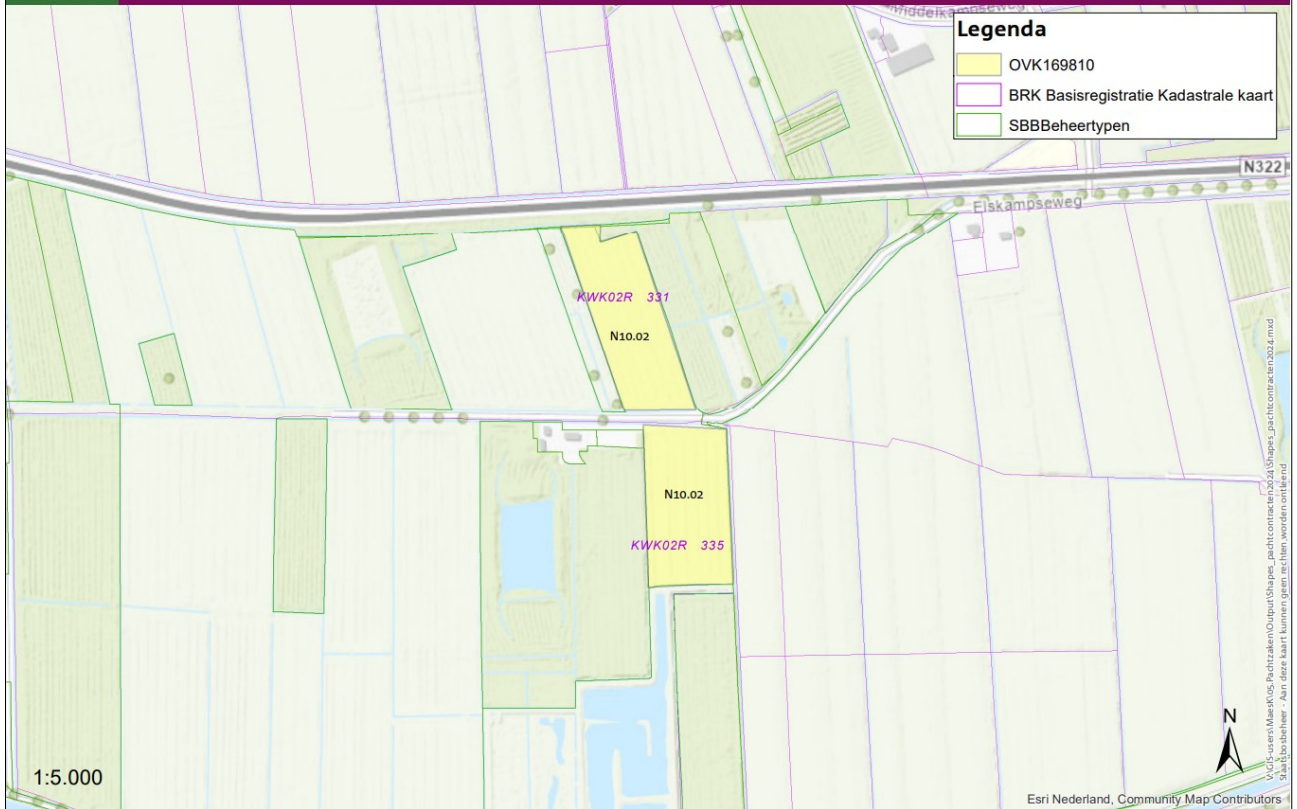 Middelkampseweg
Legenda
OVK169810
BRK Basisregistratie Kadastrale kaart
SBBBeheertypen
N322
Elskampseweg
KWK02R 331
N10.02
N10.02
KWK02R 335
N
1:5.000
V:\GIS-users\MaesK\05.Pachtzaken\Output\Shapes_pachtcontracten2024\Shapes_pachtcontracten2024.mxd
Staatsbosbeheer - Aan deze kaart kunnen geen rechten worden ontleend
Esri Nederland, Community Map Contributors